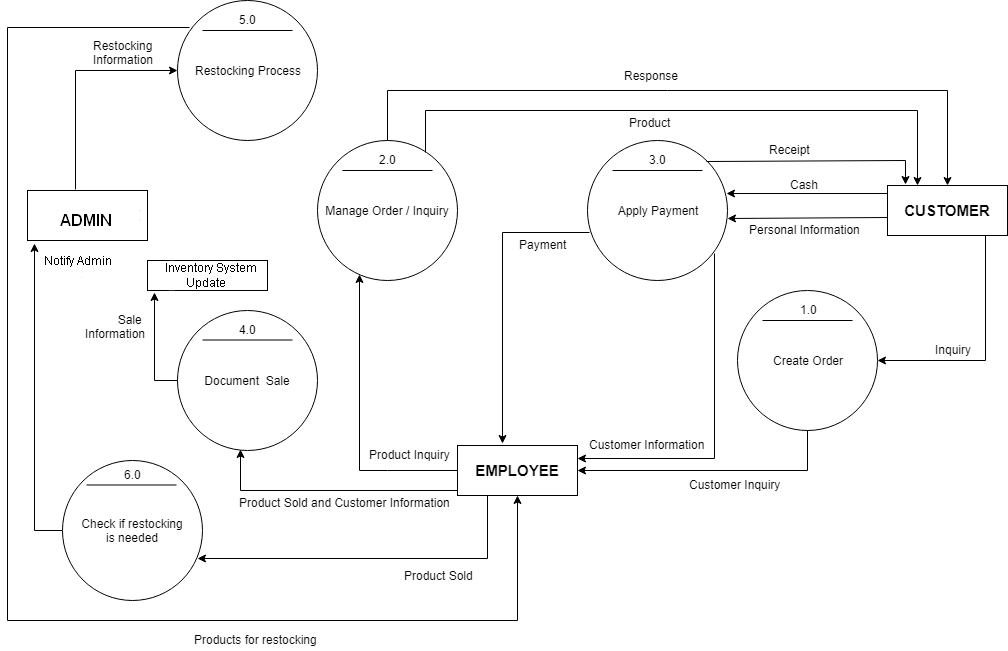 5.0
Restocking
Information
Restocking Process
Response
Product
2.0
3.0
Receipt
Cash
ADMIN
Manage Order / Inquiry
Apply Payment
CUSTOMER
Personal Information
Payment
Notify Admin
Inventory System
Update
Sale
Information
4.0
1.0
Document  Sale
Create Order
Inquiry
Product Inquiry
Customer Information
EMPLOYEE
6.0
Customer Inquiry
Product Sold and Customer Information
Check if restocking
is needed
Product Sold
Products for restocking